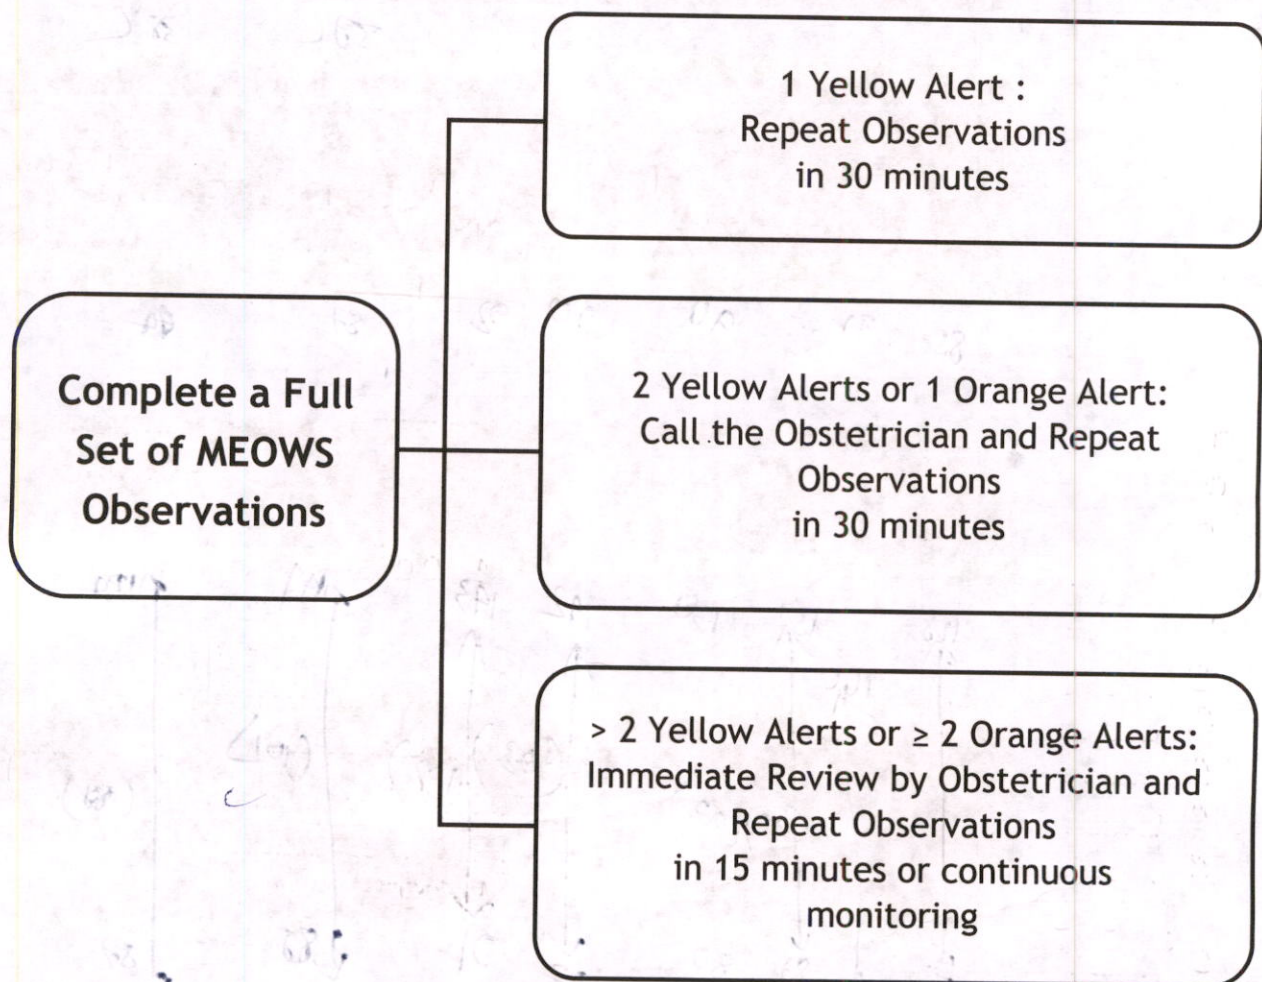 1 Yellow Alert :
Repeat Observations
in 30 minutes
Complete a Full
Set of MEOWS
Observations
2 Yellow Alerts or 1 Orange Alert:
Call the Obstetrician and Repeat
Observations
in 30 minutes
> 2 Yellow Alerts or ≥ 2 Orange Alerts:
Immediate Review by Obstetrician and
Repeat Observations
in 15 minutes or continuous
monitoring